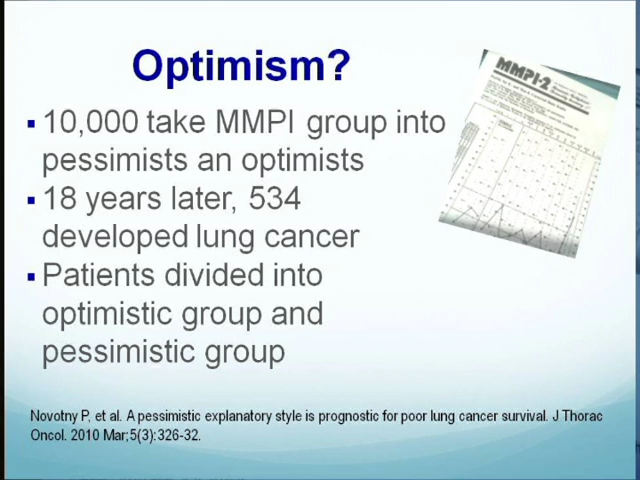 Optimism?
MMPI-2
▪ 10,000 take MMPI group into
pessimists an optimists
▪ 18 years later, 534
developed lung cancer
▪ Patients divided into
optimistic group and
pessimistic group
Novotny P, et al. A pessimistic explanatory style is prognostic for poor lung cancer survival. J Thorac
Oncol. 2010 Mar;5(3):326-32.